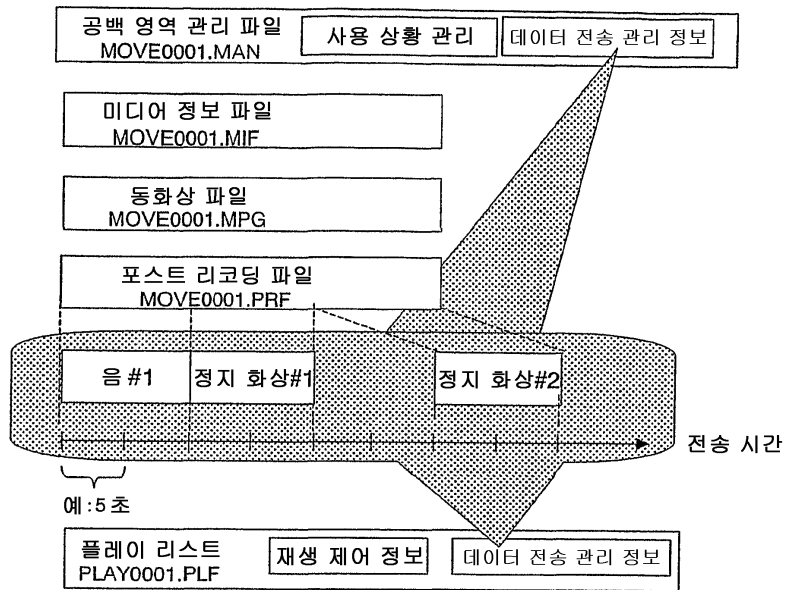 공백 영역 관리 파일
MOVE0001.MAN
사용 상황 관리
데이터 전송 관리 정보
미디어 정보 파일
MOVE0001.MIF
동화상 파일
MOVE0001.MPG
포스트 리코딩 파일
MOVE0001.PRF
음 #1
정지 화상#1
정지 화상#2
전송 시간
예:5초
플레이 리스트
PLAY0001.PLF
재생 제어 정보
데이터 전송 관리 정보